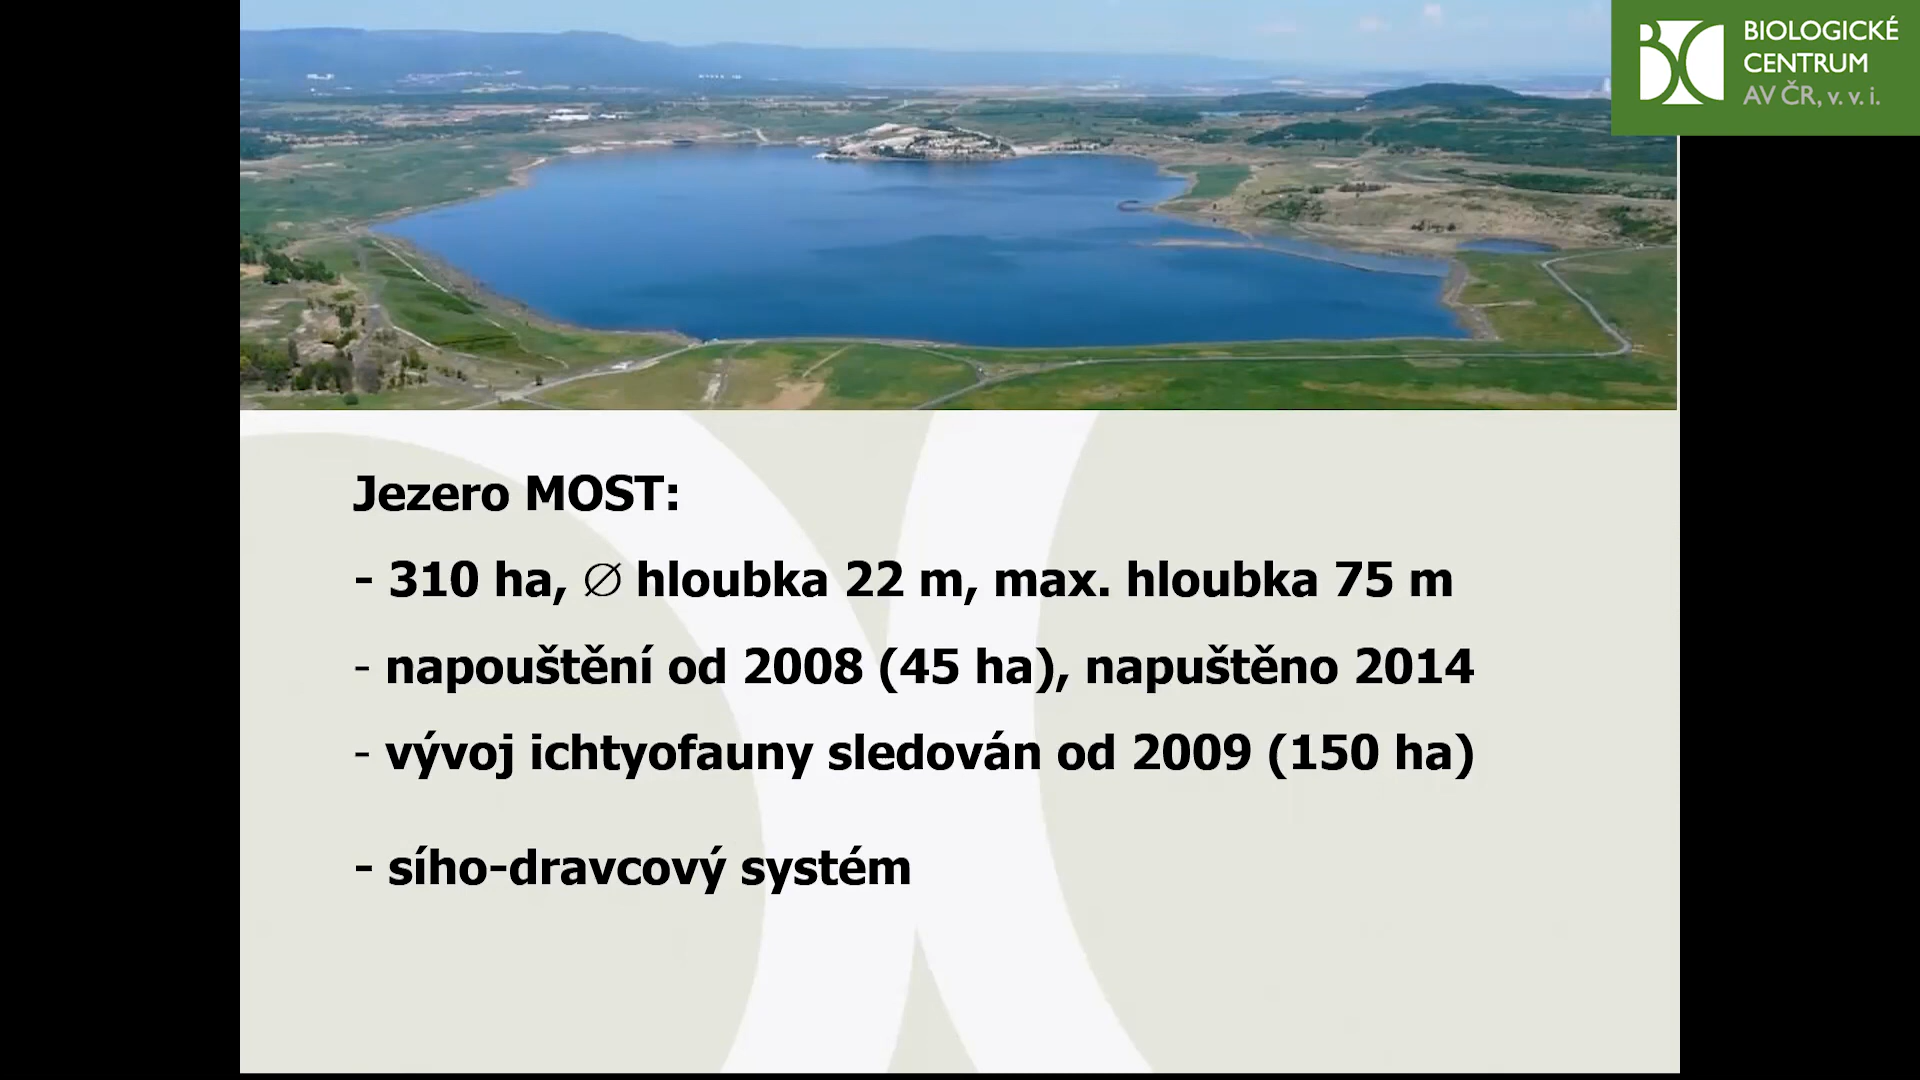 BIOLOGICKÉ
CENTRUM
AV ČR, v. v. i.
Jezero MOST:
- 310 ha, ∅ hloubka 22 m, max. hloubka 75 m
- napouštění od 2008 (45 ha), napuštěno 2014
- vývoj ichtyofauny sledován od 2009 (150 ha)
- sího-dravcový systém